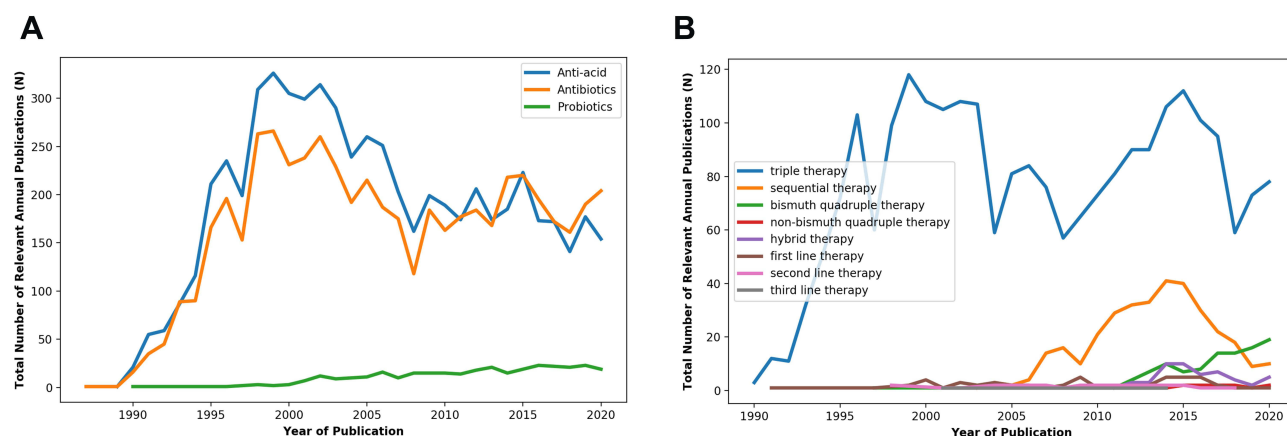 A
B
Total Number of Relevant Annual Publications (N)
300
250
200
150
100
50
0
Anti-acid
Antibiotics
Probiotics
1990
1995
2000
2005
2010
2015
2020
Year of Publication
Total Number of Relevant Annual Publications (N)
120
100
80
60
40
20
0
triple therapy
sequential therapy
bismuth quadruple therapy
non-bismuth quadruple therapy
hybrid therapy
first line therapy
second line therapy
third line therapy
1990
1995
2000
2005
2010
2015
2020
Year of Publication